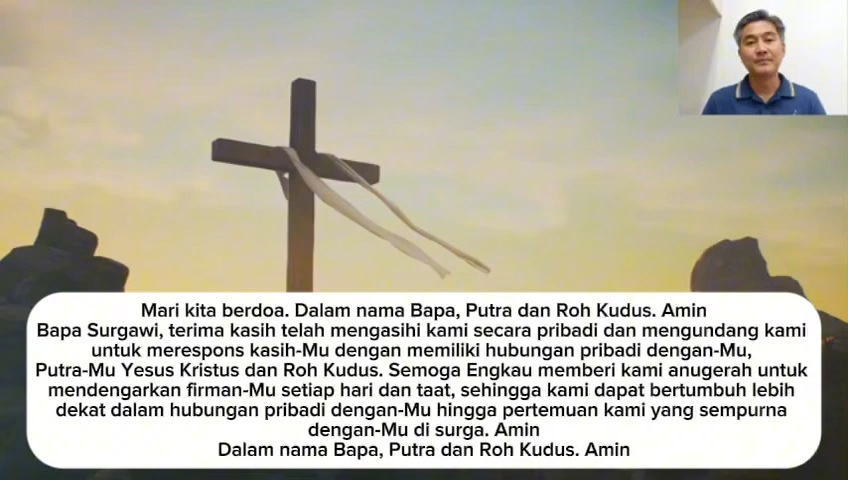 Mari kita berdoa. Dalam nama Bapa, Putra dan Roh Kudus. Amin
Bapa Surgawi, terima kasih telah mengasihi kami secara pribadi dan mengundang kami
untuk merespons kasih-Mu dengan memiliki hubungan pribadi dengan-Mu,
Putra-Mu Yesus Kristus dan Roh Kudus. Semoga Engkau memberi kami anugerah untuk
mendengarkan firman-Mu setiap hari dan taat, sehingga kami dapat bertumbuh lebih
dekat dalam hubungan pribadi dengan-Mu hingga pertemuan kami yang sempurna
dengan-Mu di surga. Amin
Dalam nama Bapa, Putra dan Roh Kudus. Amin